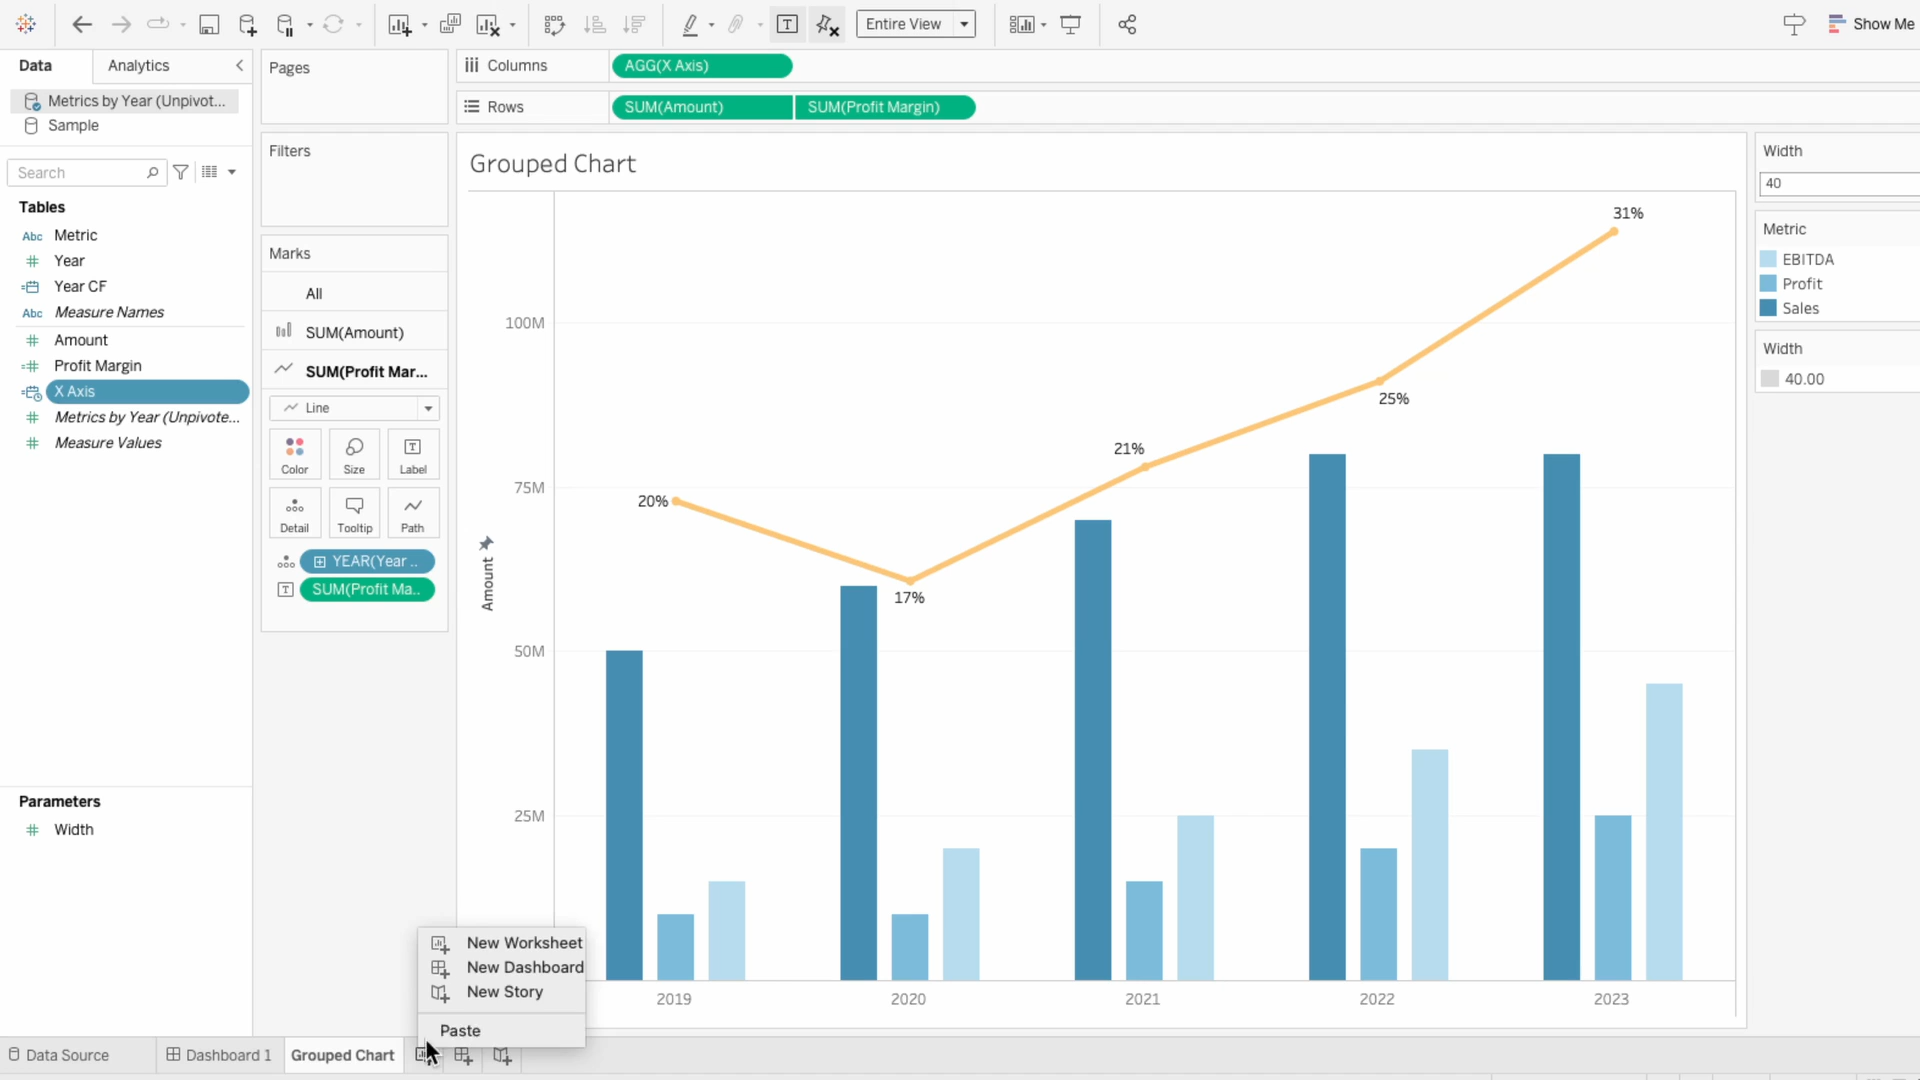 Entire View
Show Me
Data
Analytics
Metrics by Year (Unpivot...
Sample
Search
Tables
Abc Metric
Year
Year CF
Abc Measure Names
Amount
Profit Margin
X Axis
Metrics by Year (Unpivote...
Measure Values
Parameters
Width
Pages
Filters
Marks
All
SUM(Amount)
SUM(Profit Mar...
Line
Color
Size
Label
Detail
Tooltip
Path
YEAR(Year ..
SUM(Profit Ma..
Columns
AGG(X Axis)
Rows
SUM(Amount)
SUM(Profit Margin)
Grouped Chart
Amount
100M
75M
50M
25M
20%
17%
21%
25%
31%
2019
2020
2021
2022
2023
Width
40
Metric
EBITDA
Profit
Sales
Width
40.00
New Worksheet
New Dashboard
New Story
Paste
Data Source
Dashboard 1
Grouped Chart